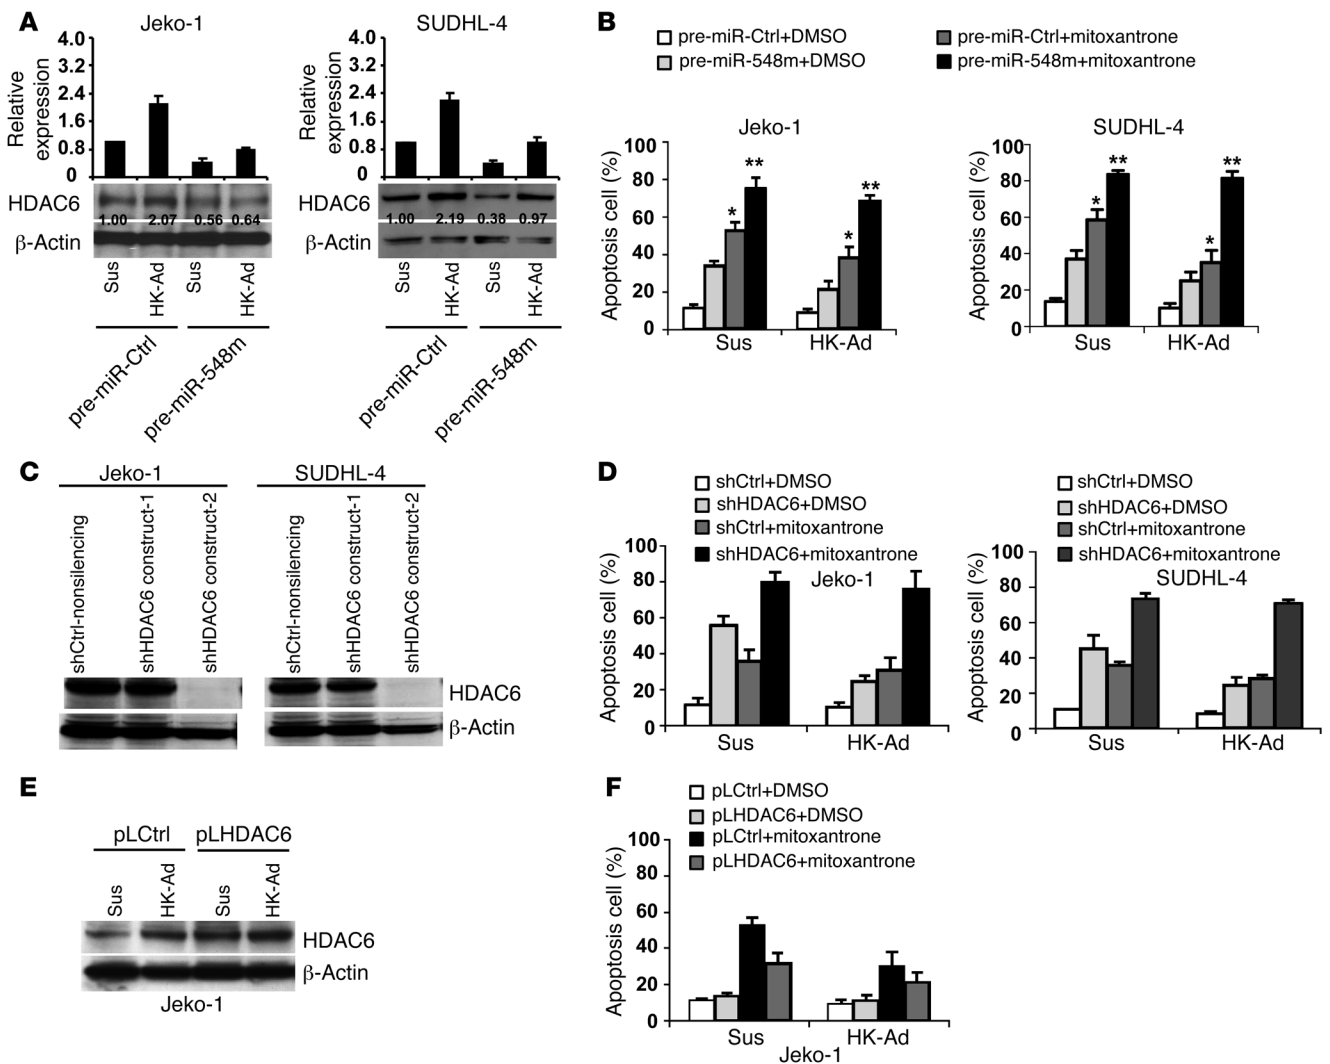 A
Jeko-1
SUDHL-4
Relative expression
4.0
3.2
2.4
1.6
0.8
0
Relative expression
4.0
3.2
2.4
1.6
0.8
0
HDAC6
1.00 2.07 0.56 0.64
β-Actin
HDAC6
1.00 2.19 0.38 0.97
β-Actin
Sus HK-Ad Sus HK-Ad
Sus HK-Ad Sus HK-Ad
pre-miR-Ctrl
pre-miR-548m
pre-miR-Ctrl
pre-miR-548m
B
pre-miR-Ctrl+DMSO
pre-miR-548m+DMSO
pre-miR-Ctrl+mitoxantrone
pre-miR-548m+mitoxantrone
Jeko-1
Apoptosis cell (%)
100
80
60
40
20
0
* **
* **
Sus HK-Ad
SUDHL-4
Apoptosis cell (%)
100
80
60
40
20
0
* **
* **
Sus HK-Ad
C
Jeko-1
SUDHL-4
shCtrl-nonsilencing
shHDAC6 construct-1
shHDAC6 construct-2
shCtrl-nonsilencing
shHDAC6 construct-1
shHDAC6 construct-2
HDAC6
β-Actin
D
shCtrl+DMSO
shHDAC6+DMSO
shCtrl+mitoxantrone
shHDAC6+mitoxantrone
Jeko-1
Apoptosis cell (%)
100
80
60
40
20
0
Sus HK-Ad
shCtrl+DMSO
shHDAC6+DMSO
shCtrl+mitoxantrone
shHDAC6+mitoxantrone
SUDHL-4
Apoptosis cell (%)
100
80
60
40
20
0
Sus HK-Ad
E
pLCtrl pLHDAC6
Sus HK-Ad Sus HK-Ad
HDAC6
β-Actin
Jeko-1
F
pLCtrl+DMSO
pLHDAC6+DMSO
pLCtrl+mitoxantrone
pLHDAC6+mitoxantrone
Apoptosis cell (%)
100
80
60
40
20
0
Sus HK-Ad
Jeko-1